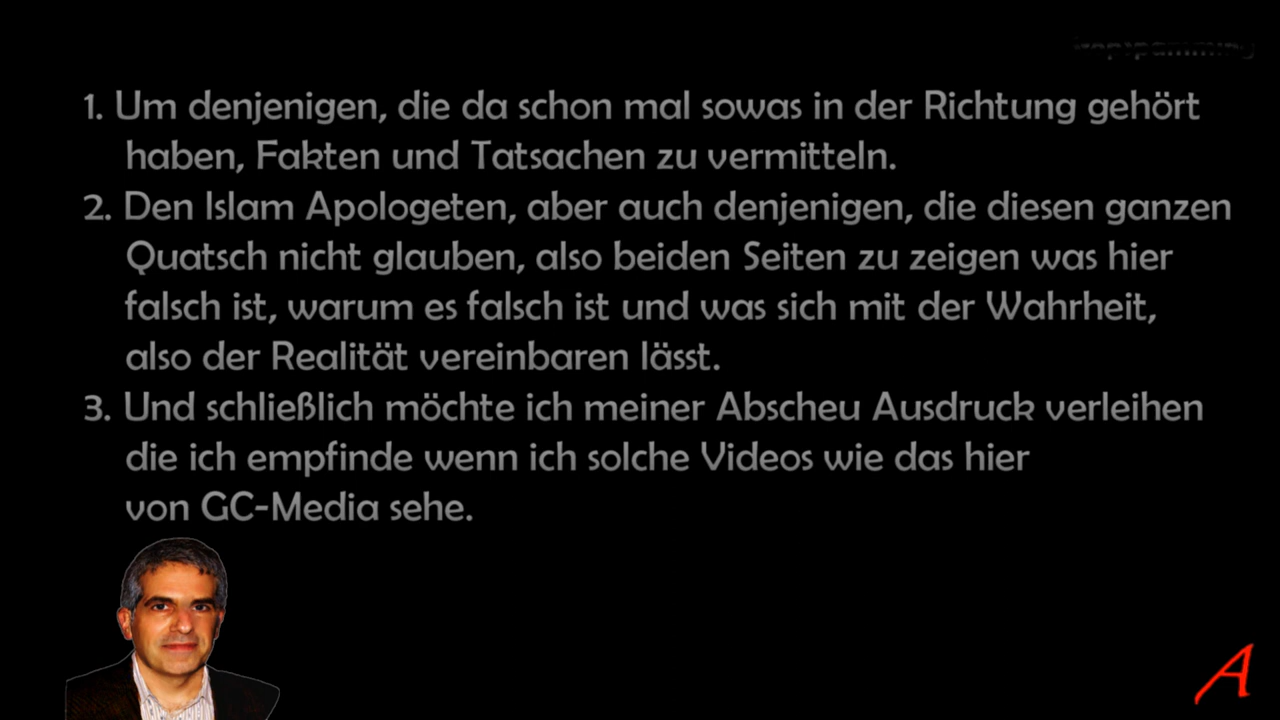 1. Um denjenigen, die da schon mal sowas in der Richtung gehört
haben, Fakten und Tatsachen zu vermitteln.
2. Den Islam Apologeten, aber auch denjenigen, die diesen ganzen
Quatsch nicht glauben, also beiden Seiten zu zeigen was hier
falsch ist, warum es falsch ist und was sich mit der Wahrheit,
also der Realität vereinbaren lässt.
3. Und schließlich möchte ich meiner Abscheu Ausdruck verleihen
die ich empfinde wenn ich solche Videos wie das hier
von GC-Media sehe.
A